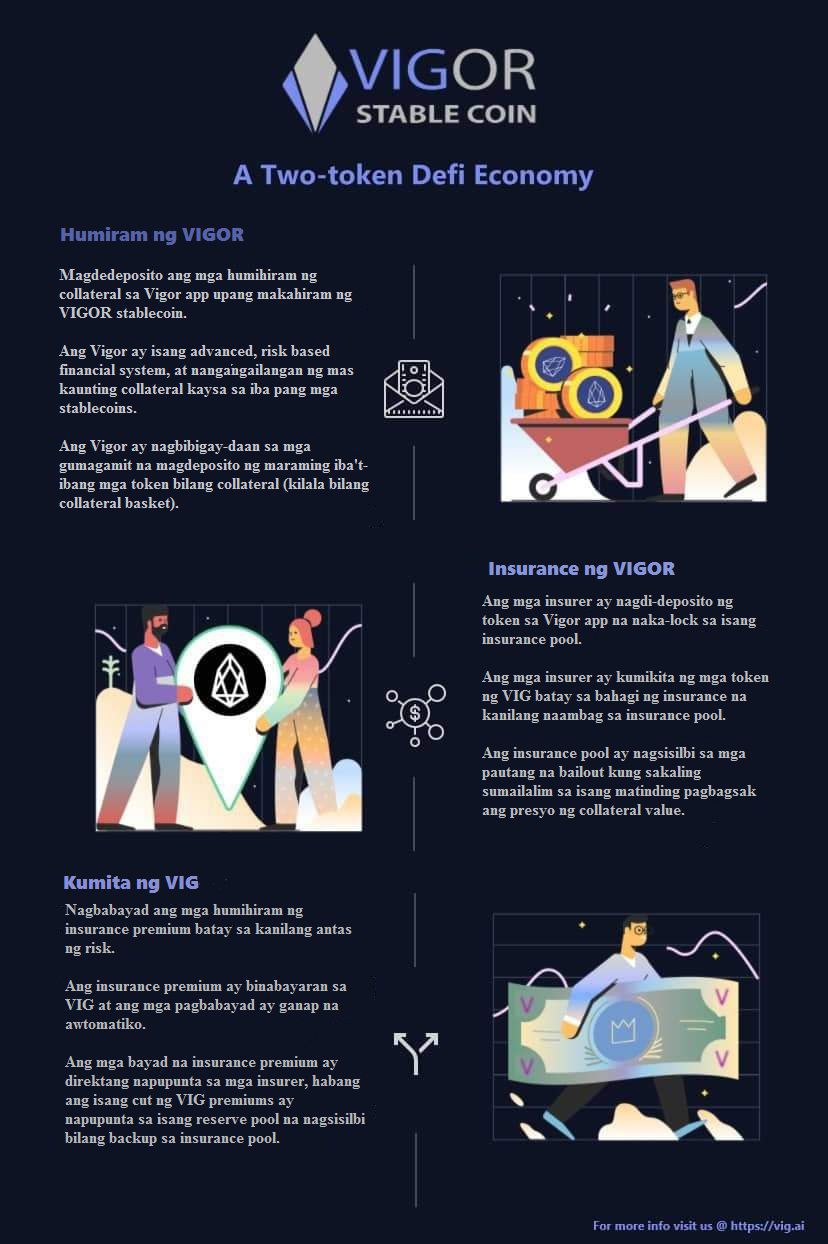 VIGOR
STABLE COIN
A Two-token Defi Economy
Humiram ng VIGOR
Magdedeposito ang mga humihiram ng
collateral sa Vigor app upang makahiram ng
VIGOR stablecoin.
Ang Vigor ay isang advanced, risk based
financial system, at nangangailangan ng mas
kaunting collateral kaysa sa iba pang mga
stablecoins.
Ang Vigor ay nagbibigay-daan sa mga
gumagamit na magdeposito ng maraming iba't-
ibang mga token bilang collateral (kilala bilang
collateral basket).
Insurance ng VIGOR
Ang mga insurer ay nagdi-deposito ng
token sa Vigor app na naka-lock sa isang
insurance pool.
Ang mga insurer ay kumikita ng mga token
ng VIG batay sa bahagi ng insurance na
kanilang naambag sa insurance pool.
Ang insurance pool ay nagsisilbi sa mga
pautang na bailout kung sakaling
sumailalim sa isang matinding pagbagsak
ang presyo ng collateral value.
$
Kumita ng VIG
Nagbabayad ang mga humihiram ng
insurance premium batay sa kanilang antas
ng risk.
Ang insurance premium ay binabayaran sa
VIG at ang mga pagbabayad ay ganap na
awtomatiko.
Ang mga bayad na insurance premium ay
direktang napupunta sa mga insurer, habang
ang isang cut ng VIG premiums ay
napupunta sa isang reserve pool na nagsisilbi
bilang backup sa insurance pool.
V V
V V
For more info visit us @ https://vig.ai